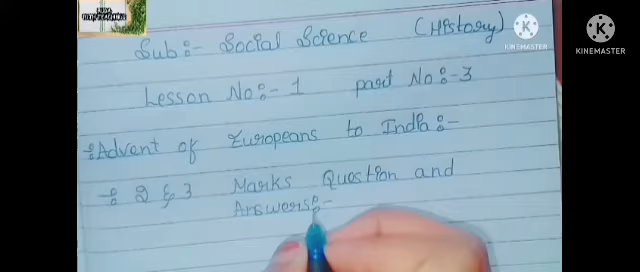 Sub:- Social Science (History)
Lesson No:- 1 part No:-3
:Advent of Europeans to India:-
-: 2 & 3 Marks Question and
Answers:-
KINEMASTER
KINEMASTER